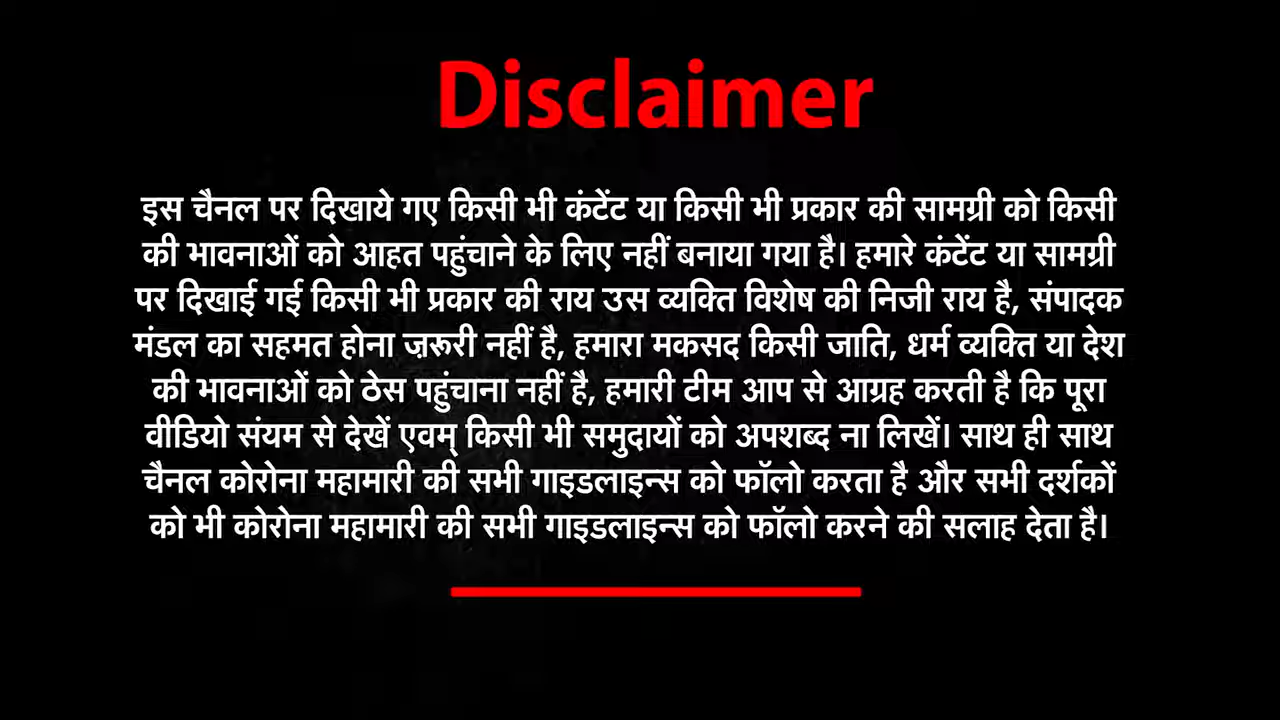 Disclaimer
इस चैनल पर दिखाये गए किसी भी कंटेंट या किसी भी प्रकार की सामग्री को किसी
की भावनाओं को आहत पहुंचाने के लिए नहीं बनाया गया है। हमारे कंटेंट या सामग्री
पर दिखाई गई किसी भी प्रकार की राय उस व्यक्ति विशेष की निजी राय है, संपादक
मंडल का सहमत होना ज़रूरी नहीं है, हमारा मकसद किसी जाति, धर्म व्यक्ति या देश
की भावनाओं को ठेस पहुंचाना नहीं है, हमारी टीम आप से आग्रह करती है कि पूरा
वीडियो संयम से देखें एवम् किसी भी समुदायों को अपशब्द ना लिखें। साथ ही साथ
चैनल कोरोना महामारी की सभी गाइडलाइन्स को फॉलो करता है और सभी दर्शकों
को भी कोरोना महामारी की सभी गाइडलाइन्स को फॉलो करने की सलाह देता है।